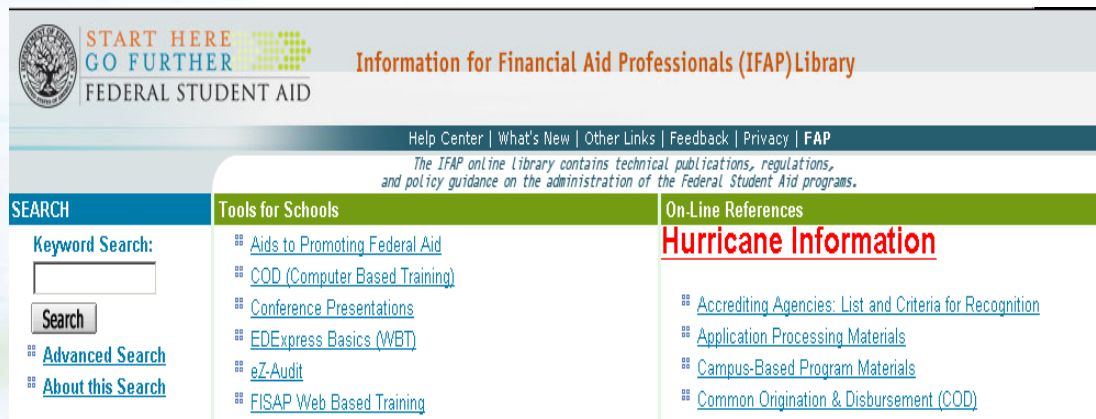 START HERE
GO FURTHER
FEDERAL STUDENT AID
Information for Financial Aid Professionals (IFAP) Library
Help Center | What's New | Other Links | Feedback | Privacy | FAP
The IFAP online library contains technical publications, regulations,
and policy guidance on the administration of the Federal Student Aid programs.
SEARCH
Keyword Search:
Search
Advanced Search
About this Search
Tools for Schools
Aids to Promoting Federal Aid
COD (Computer Based Training)
Conference Presentations
EDExpress Basics (WBT)
eZ-Audit
FISAP Web Based Training
On-Line References
Hurricane Information
Accrediting Agencies: List and Criteria for Recognition
Application Processing Materials
Campus-Based Program Materials
Common Origination & Disbursement (COD)